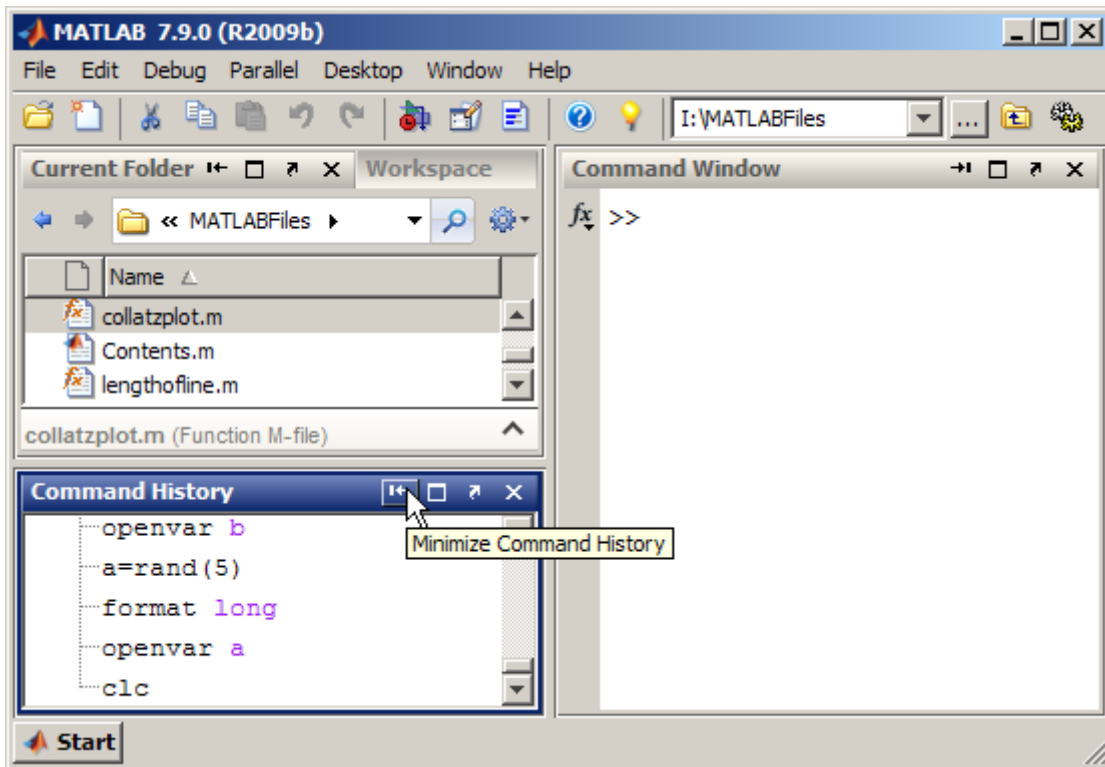 MATLAB 7.9.0 (R2009b)
File Edit Debug Parallel Desktop Window Help
I:\MATLABFiles ...
Current Folder Workspace
« MATLABFiles
Name
collatzplot.m
Contents.m
lengthofline.m
collatzplot.m (Function M-file)
Command History
openvar b
a=rand(5)
format long
openvar a
clc
Minimize Command History
Command Window
fx >>
Start